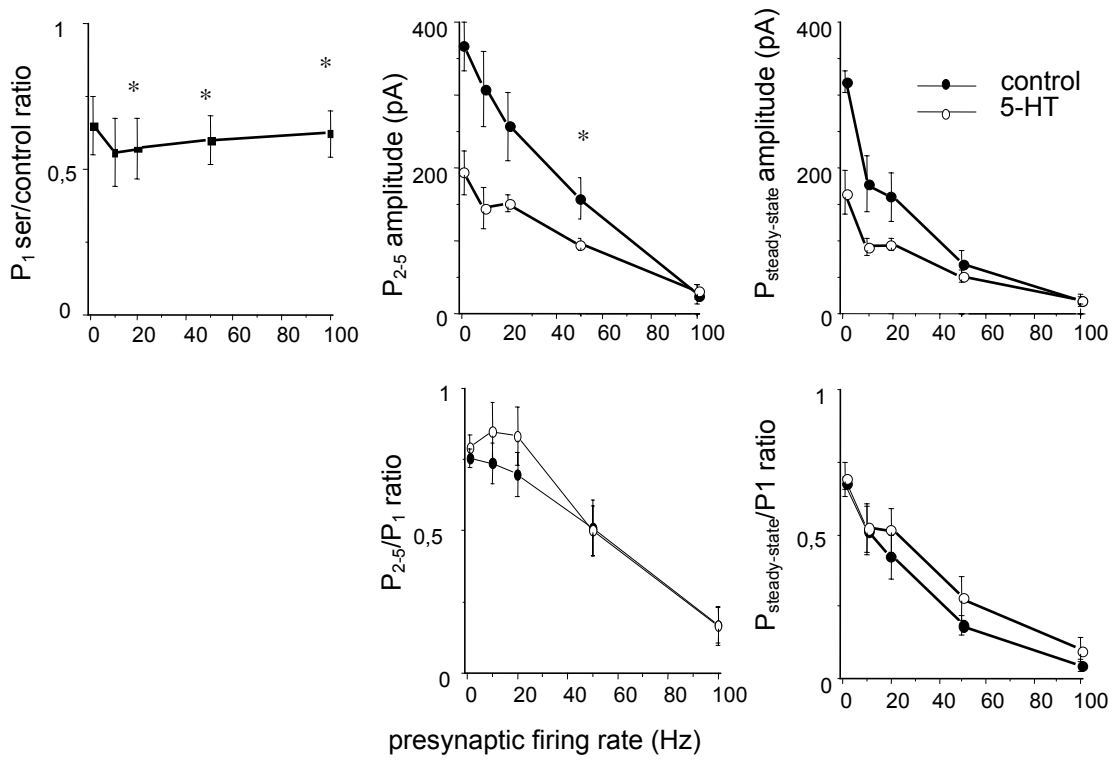 P1 ser/control ratio
1
0,5
0
*
*
*
0 20 40 60 80 100
P2-5 amplitude (pA)
400
200
0
*
0 20 40 60 80 100
Psteady-state amplitude (pA)
400
200
0
control
5-HT
0 20 40 60 80 100
P2-5/P1 ratio
1
0,5
0
0 20 40 60 80 100
Psteady-state/P1 ratio
1
0,5
0
0 20 40 60 80 100
presynaptic firing rate (Hz)